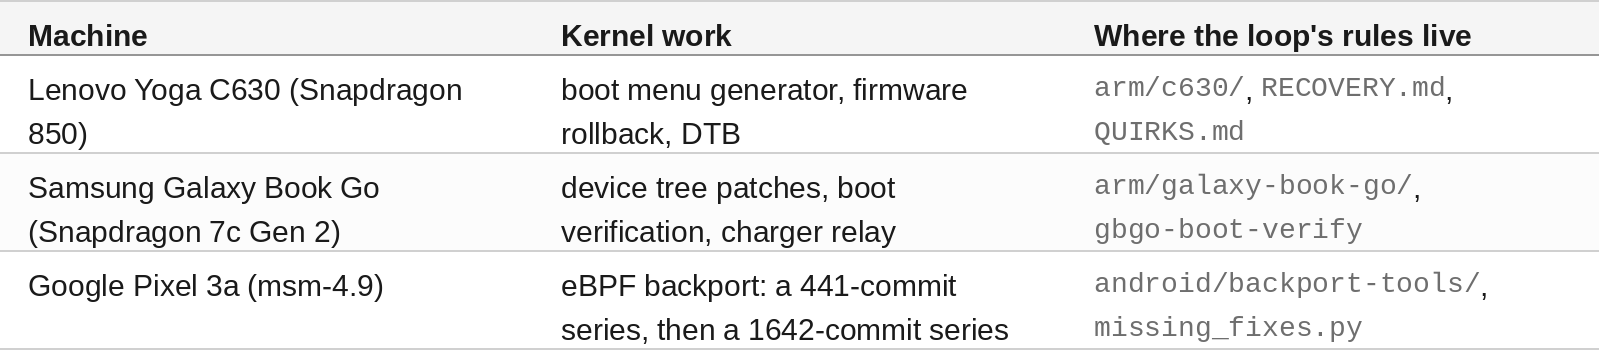 Machine Kernel work Where the loop's rules live
Lenovo Yoga C630 (Snapdragon
850)
boot menu generator, firmware
rollback, DTB
arm/c630/, RECOVERY.md,
QUIRKS.md
Samsung Galaxy Book Go
(Snapdragon 7c Gen 2)
device tree patches, boot
verification, charger relay
arm/galaxy-book-go/,
gbgo-boot-verify
Google Pixel 3a (msm-4.9)
eBPF backport: a 441-commit
series, then a 1642-commit series
android/backport-tools/,
missing_fixes.py